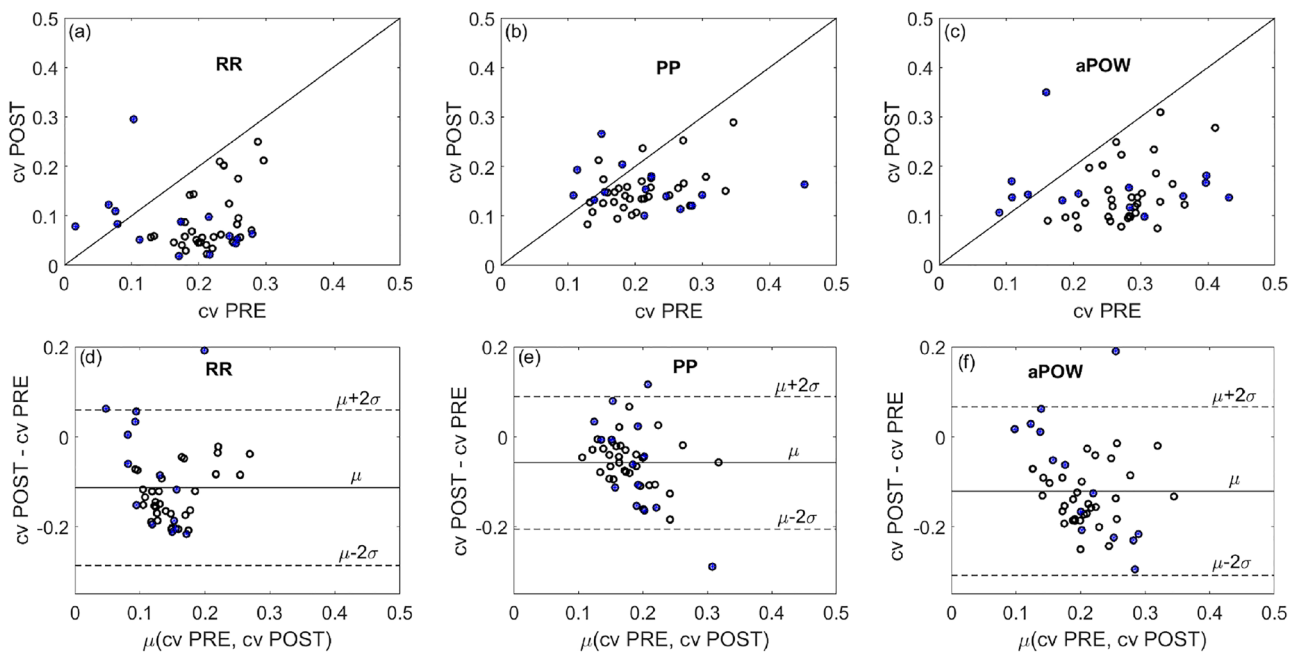 (a)
RR
0.5
0.4
0.3
0.2
0.1
0
cv POST
0
0.1
0.2
0.3
0.4
0.5
cv PRE
(b)
PP
0.5
0.4
0.3
0.2
0.1
0
cv POST
0
0.1
0.2
0.3
0.4
0.5
cv PRE
(c)
aPOW
0.5
0.4
0.3
0.2
0.1
0
cv POST
0
0.1
0.2
0.3
0.4
0.5
cv PRE
(d)
RR
0.2
0
-0.2
cv POST - cv PRE
μ+2σ
μ
μ-2σ
0
0.1
0.2
0.3
0.4
0.5
μ(cv PRE, cv POST)
(e)
PP
0.2
0
-0.2
cv POST - cv PRE
μ+2σ
μ
μ-2σ
0
0.1
0.2
0.3
0.4
0.5
μ(cv PRE, cv POST)
(f)
aPOW
0.2
0
-0.2
cv POST - cv PRE
μ+2σ
μ
μ-2σ
0
0.1
0.2
0.3
0.4
0.5
μ(cv PRE, cv POST)